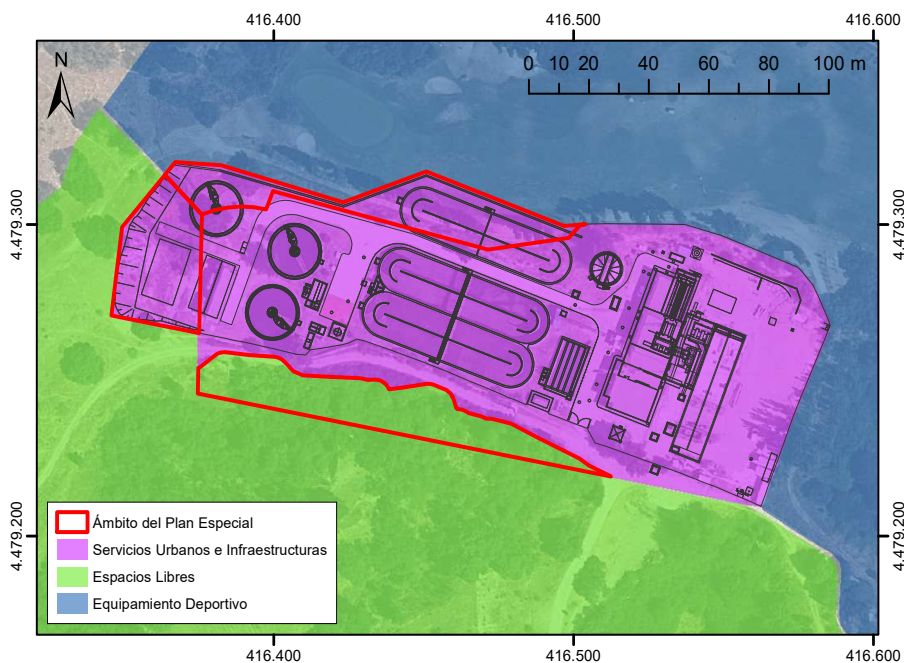 416.400 416.500 416.600
N
0 10 20 40 60 80 100 m
4.479.300 4.479.300
4.479.200 4.479.200
Ámbito del Plan Especial
Servicios Urbanos e Infraestructuras
Espacios Libres
Equipamiento Deportivo
416.400 416.500 416.600